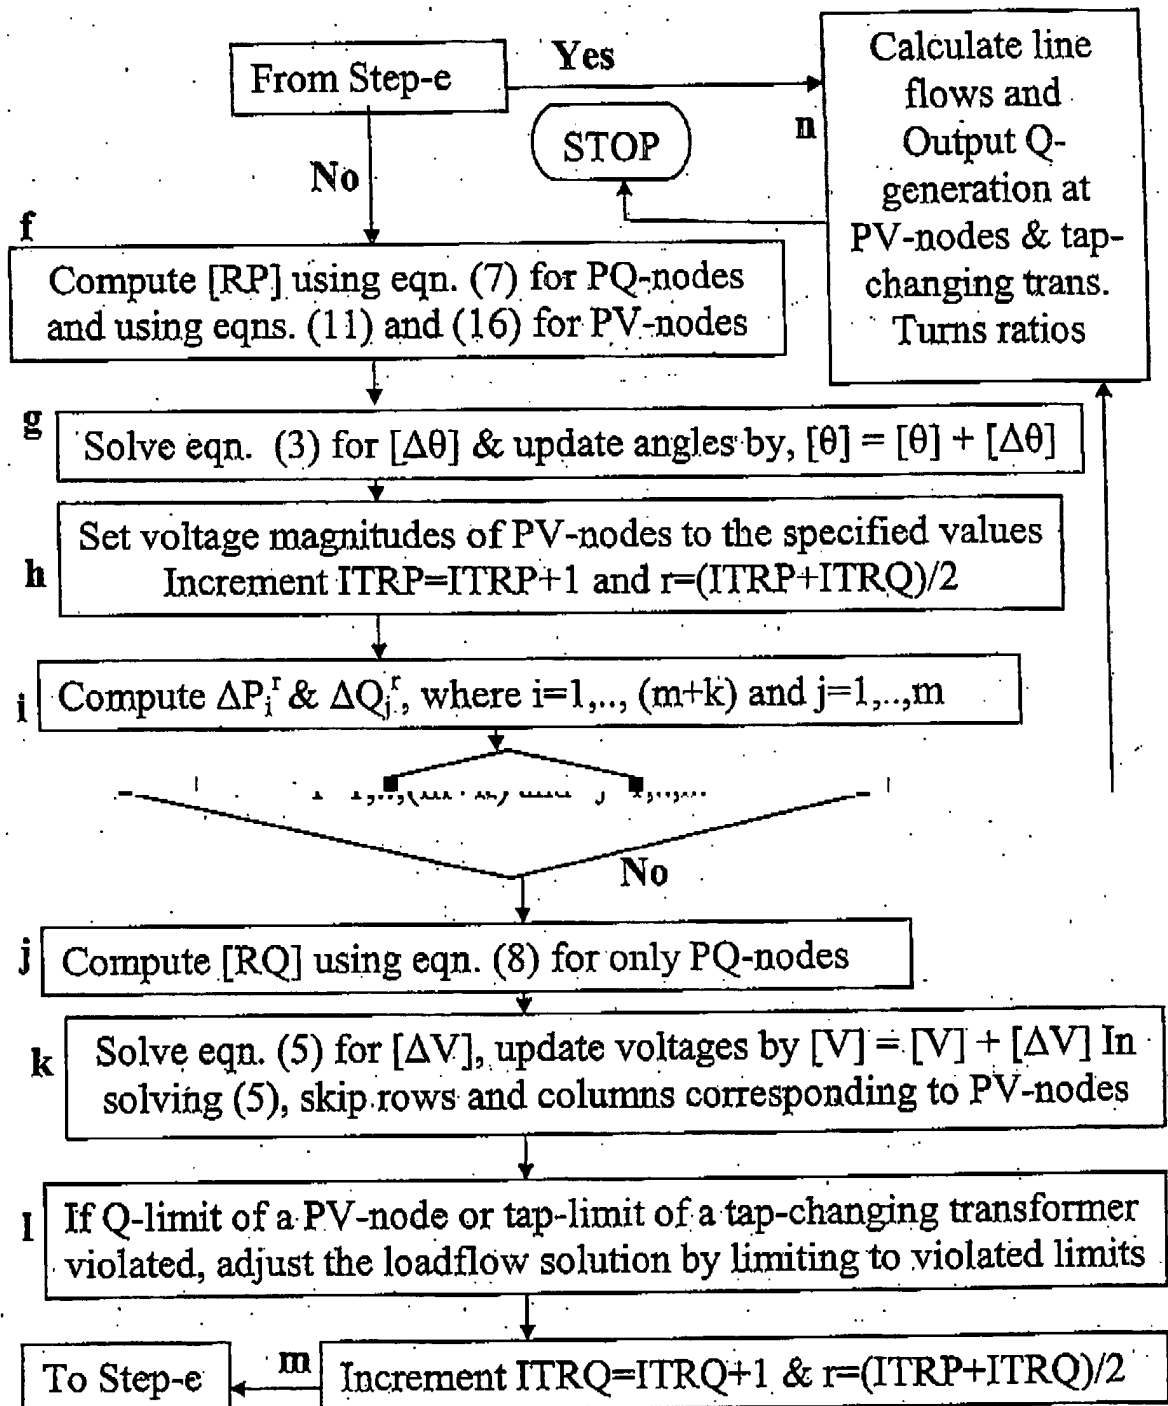 From Step-e
Yes
No
n
Calculate line
flows and
Output Q-
generation at
PV-nodes & tap-
changing trans.
Turns ratios
STOP
f
Compute [RP] using eqn. (7) for PQ-nodes
and using eqns. (11) and (16) for PV-nodes
g
Solve eqn. (3) for [Δθ] & update angles by, [θ] = [θ] + [Δθ]
h
Set voltage magnitudes of PV-nodes to the specified values
Increment ITRP=ITRP+1 and r=(ITRP+ITRQ)/2
i
Compute ΔPᵢʳ & ΔQⱼʳ, where i=1,.., (m+k) and j=1,..,m
No
j
Compute [RQ] using eqn. (8) for only PQ-nodes
k
Solve eqn. (5) for [ΔV], update voltages by [V] = [V] + [ΔV] In
solving (5), skip rows and columns corresponding to PV-nodes
l
If Q-limit of a PV-node or tap-limit of a tap-changing transformer
violated, adjust the loadflow solution by limiting to violated limits
m
Increment ITRQ=ITRQ+1 & r=(ITRP+ITRQ)/2
To Step-e